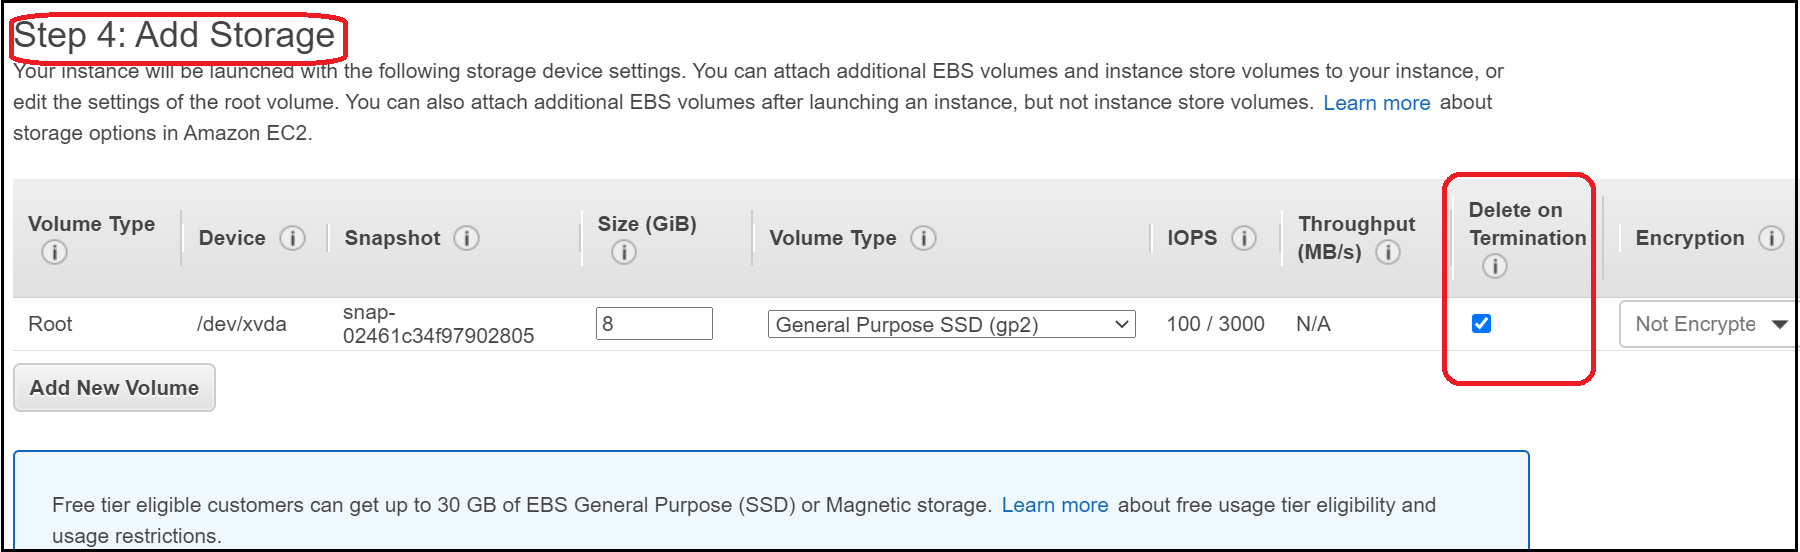 Step 4: Add Storage
Your instance will be launched with the following storage device settings. You can attach additional EBS volumes and instance store volumes to your instance, or
edit the settings of the root volume. You can also attach additional EBS volumes after launching an instance, but not instance store volumes. Learn more about
storage options in Amazon EC2.
Volume Type i
Device i
Snapshot i
Size (GiB) i
Volume Type i
IOPS i
Throughput
(MB/s) i
Delete on
Termination
i
Encryption i
Root
/dev/xvda
snap-
02461c34f97902805
8
General Purpose SSD (gp2)
100 / 3000
N/A
Not Encrypte
Add New Volume
Free tier eligible customers can get up to 30 GB of EBS General Purpose (SSD) or Magnetic storage. Learn more about free usage tier eligibility and
usage restrictions.